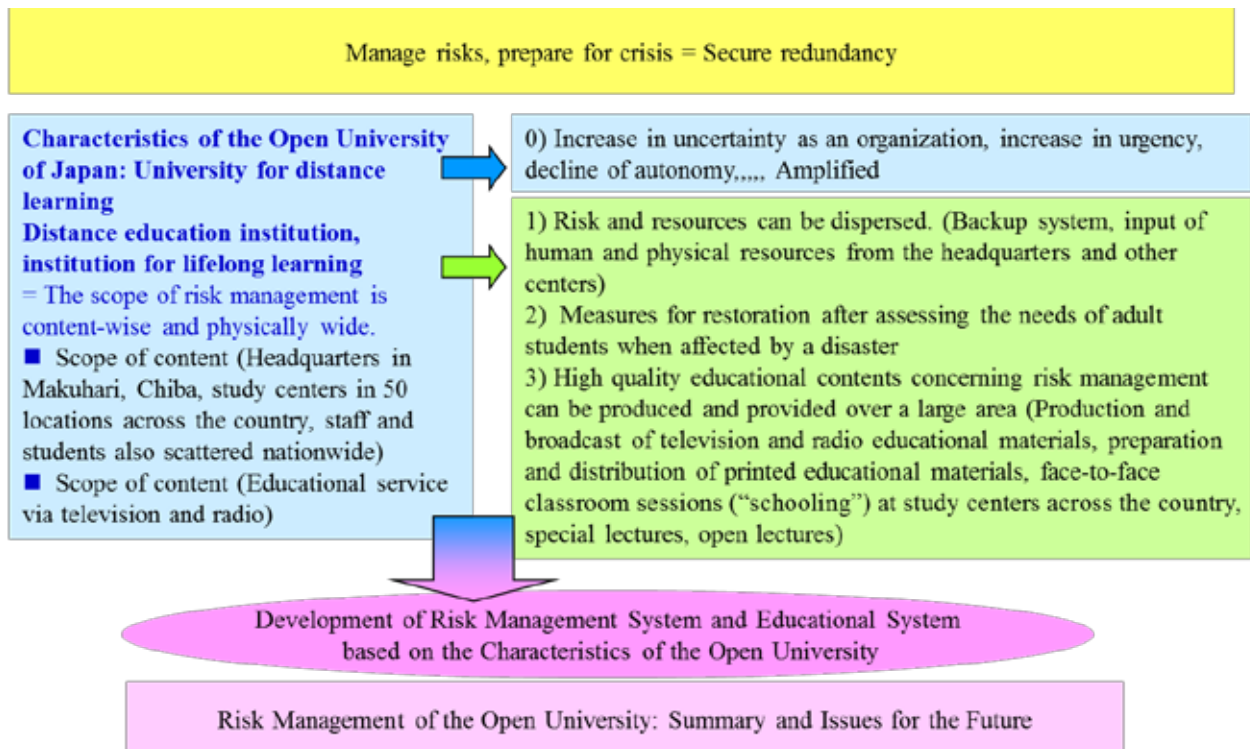 Manage risks, prepare for crisis = Secure redundancy
Characteristics of the Open University
of Japan: University for distance
learning
Distance education institution,
institution for lifelong learning
= The scope of risk management is
content-wise and physically wide.
■ Scope of content (Headquarters in
Makuhari, Chiba, study centers in 50
locations across the country, staff and
students also scattered nationwide)
■ Scope of content (Educational service
via television and radio)
0) Increase in uncertainty as an organization, increase in urgency,
decline of autonomy,,,,, Amplified
1) Risk and resources can be dispersed. (Backup system, input of
human and physical resources from the headquarters and other
centers)
2) Measures for restoration after assessing the needs of adult
students when affected by a disaster
3) High quality educational contents concerning risk management
can be produced and provided over a large area (Production and
broadcast of television and radio educational materials, preparation
and distribution of printed educational materials, face-to-face
classroom sessions (“schooling”) at study centers across the country,
special lectures, open lectures)
Development of Risk Management System and Educational System
based on the Characteristics of the Open University
Risk Management of the Open University: Summary and Issues for the Future